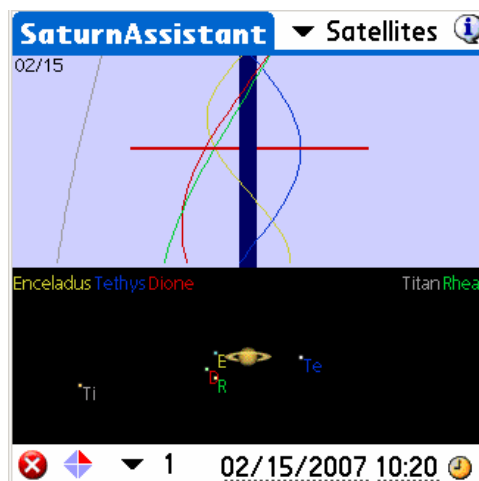 SaturnAssistant Satellites i
02/15
Enceladus Tethys Dione Titan Rhea
E
Te
D
R
Ti
1 02/15/2007 10:20